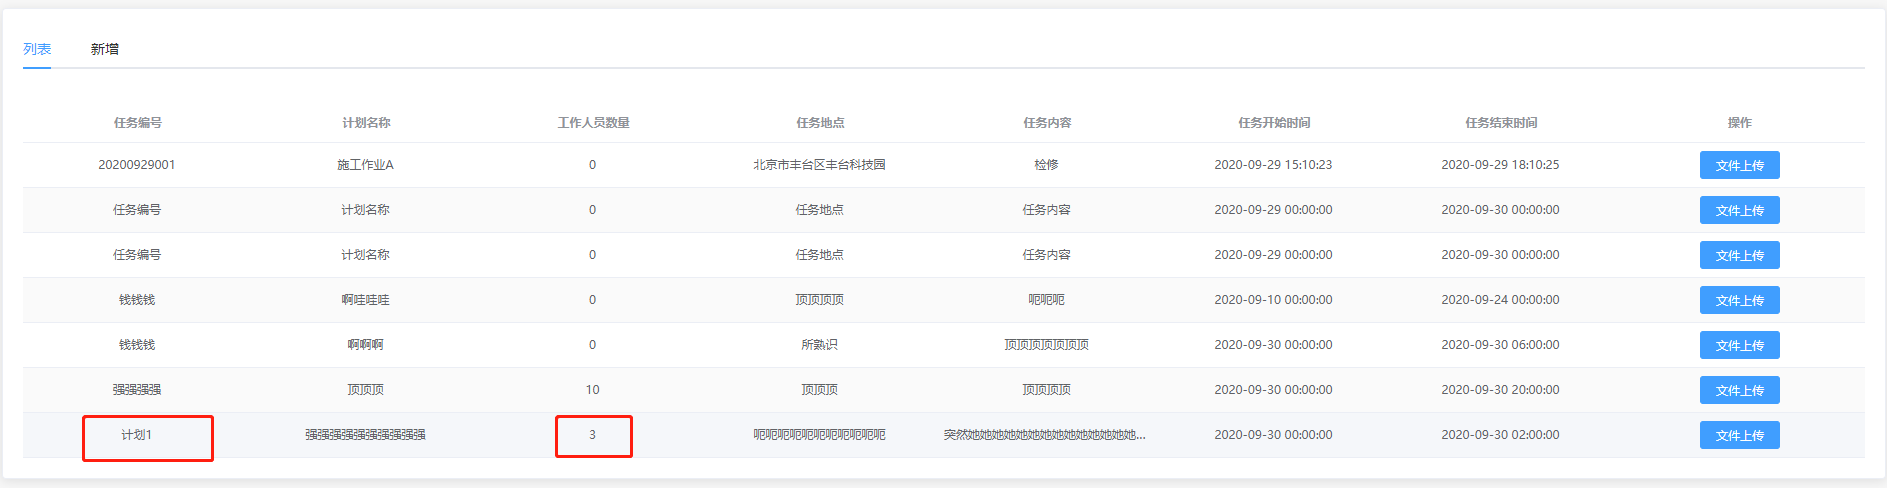 列表 新增
任务编号 计划名称 工作人员数量 任务地点 任务内容 任务开始时间 任务结束时间 操作
20200929001 施工作业A 0 北京市丰台区丰台科技园 检修 2020-09-29 15:10:23 2020-09-29 18:10:25 文件上传
任务编号 计划名称 0 任务地点 任务内容 2020-09-29 00:00:00 2020-09-30 00:00:00 文件上传
任务编号 计划名称 0 任务地点 任务内容 2020-09-29 00:00:00 2020-09-30 00:00:00 文件上传
钱钱钱 啊哇哇哇 0 顶顶顶顶 呃呃呃 2020-09-10 00:00:00 2020-09-24 00:00:00 文件上传
钱钱钱 啊啊啊 0 所熟识 顶顶顶顶顶顶顶 2020-09-30 00:00:00 2020-09-30 06:00:00 文件上传
强强强强 顶顶顶 10 顶顶顶 顶顶顶顶 2020-09-30 00:00:00 2020-09-30 20:00:00 文件上传
计划1 强强强强强强强强强强 3 呃呃呃呃呃呃呃呃呃呃呃 突然她她她她她她她她她她她她她她... 2020-09-30 00:00:00 2020-09-30 02:00:00 文件上传